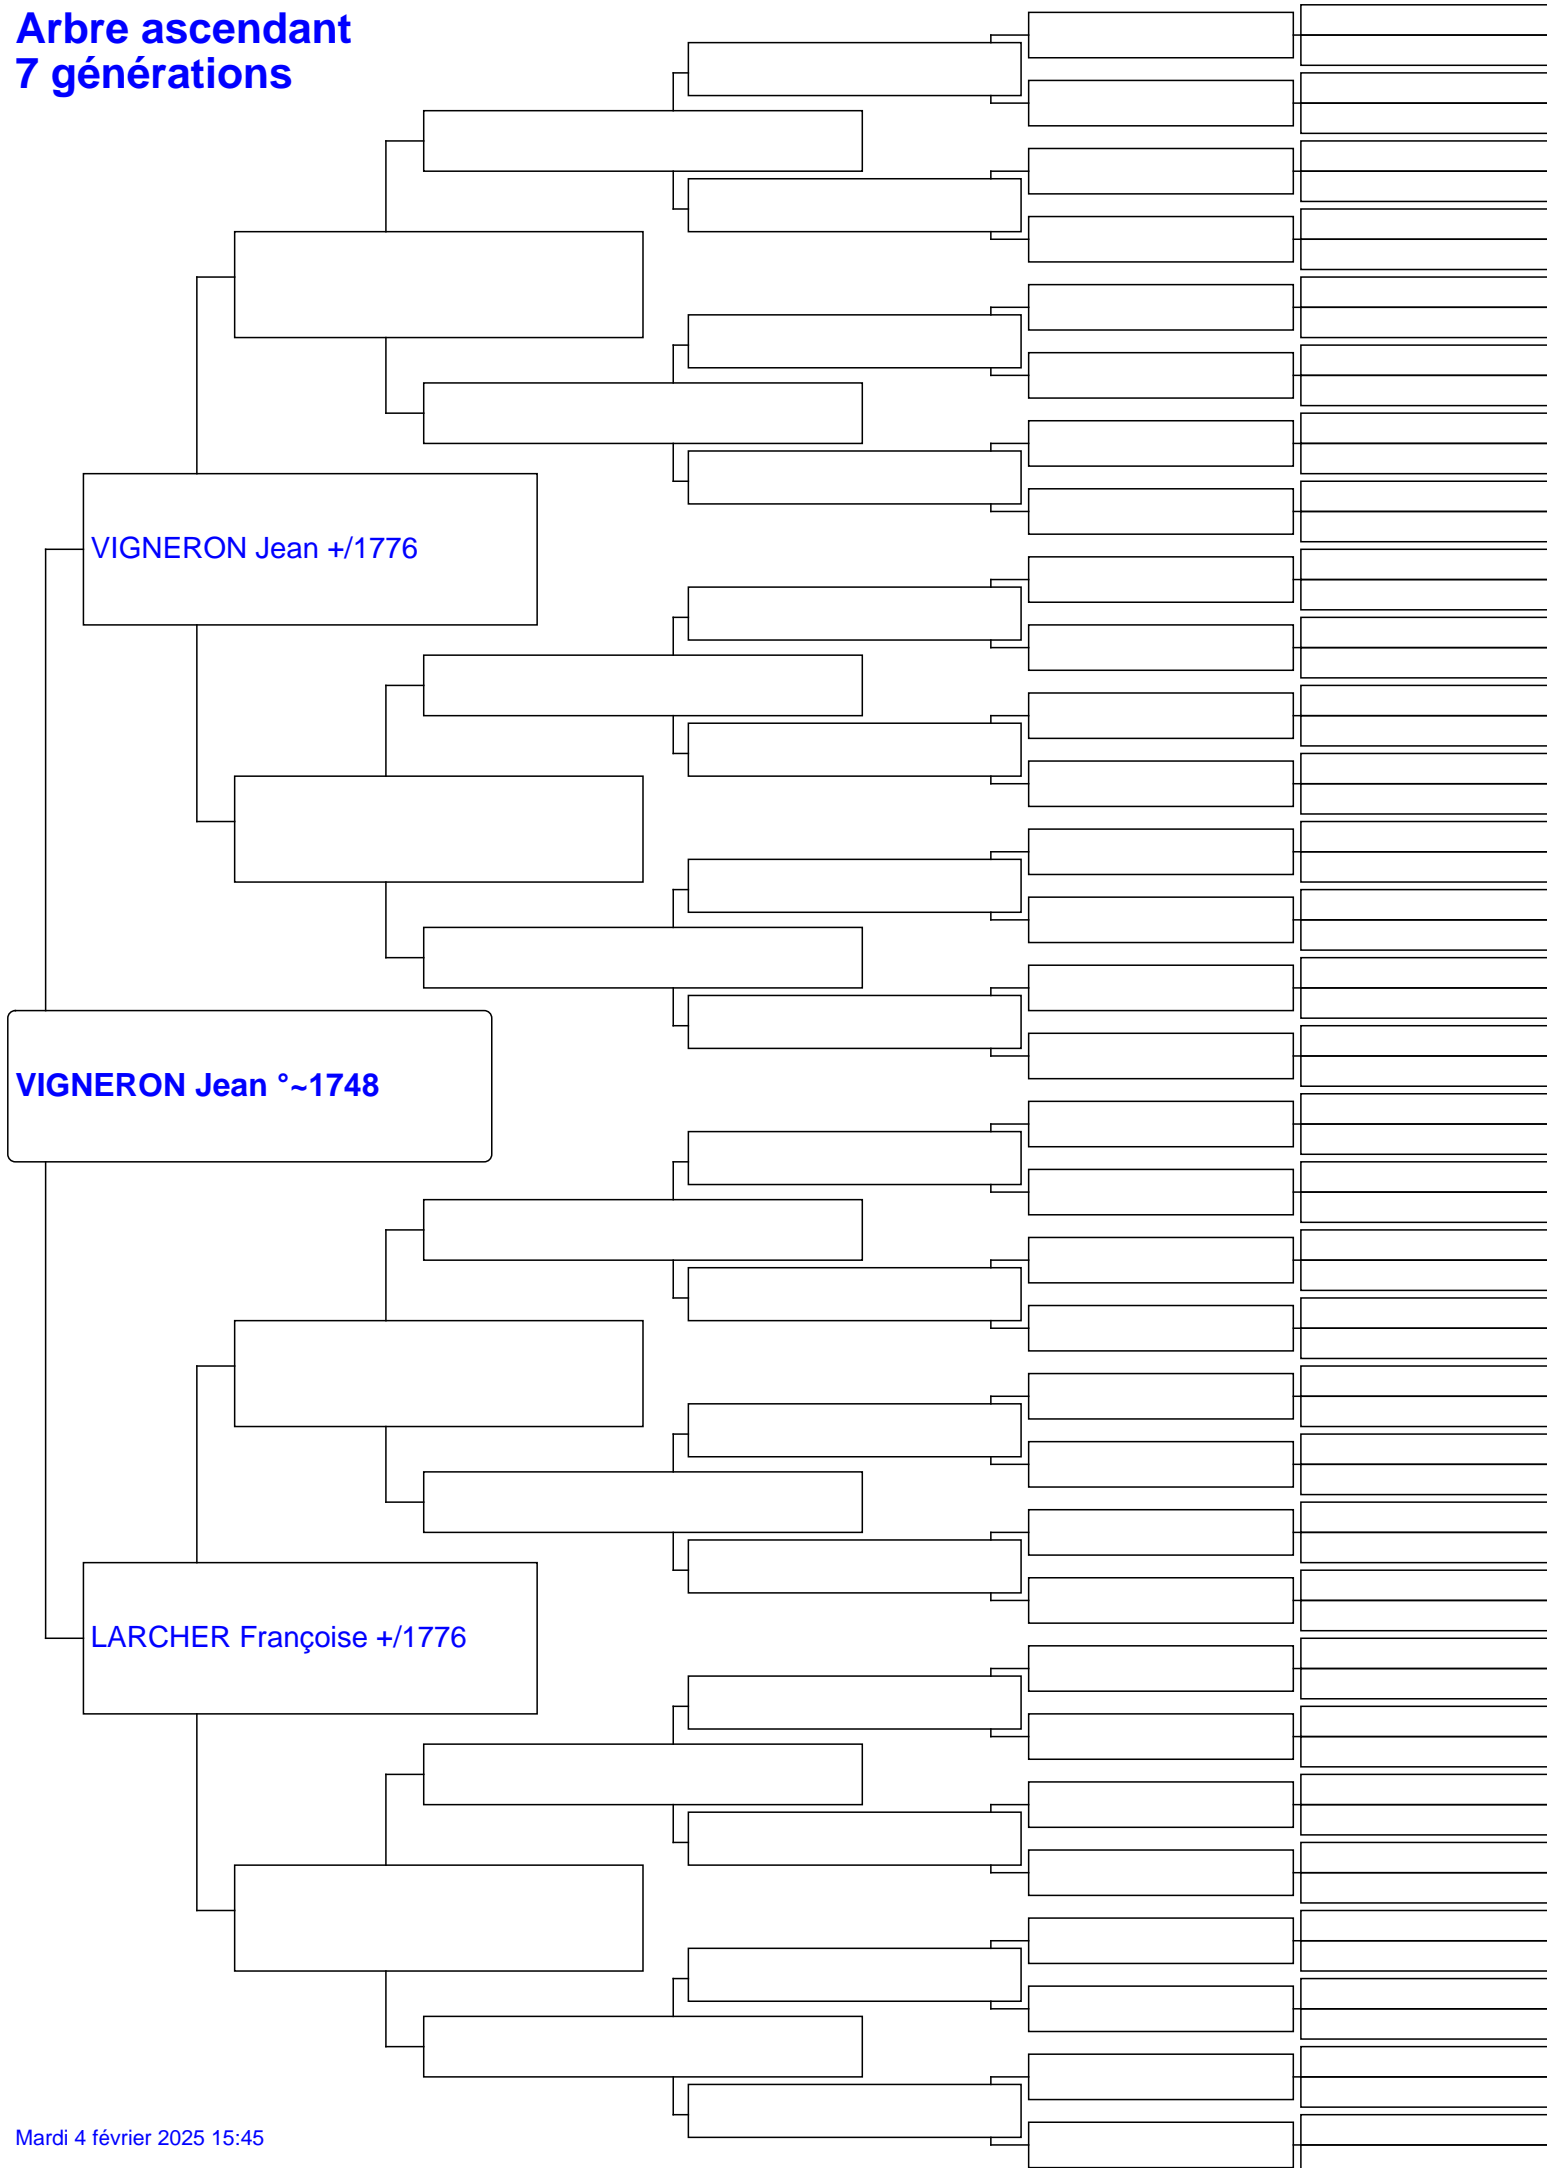 Arbre ascendant
7 générations
VIGNERON Jean +/1776
VIGNERON Jean °~1748
LARCHER Françoise +/1776
Mardi 4 février 2025 15:45